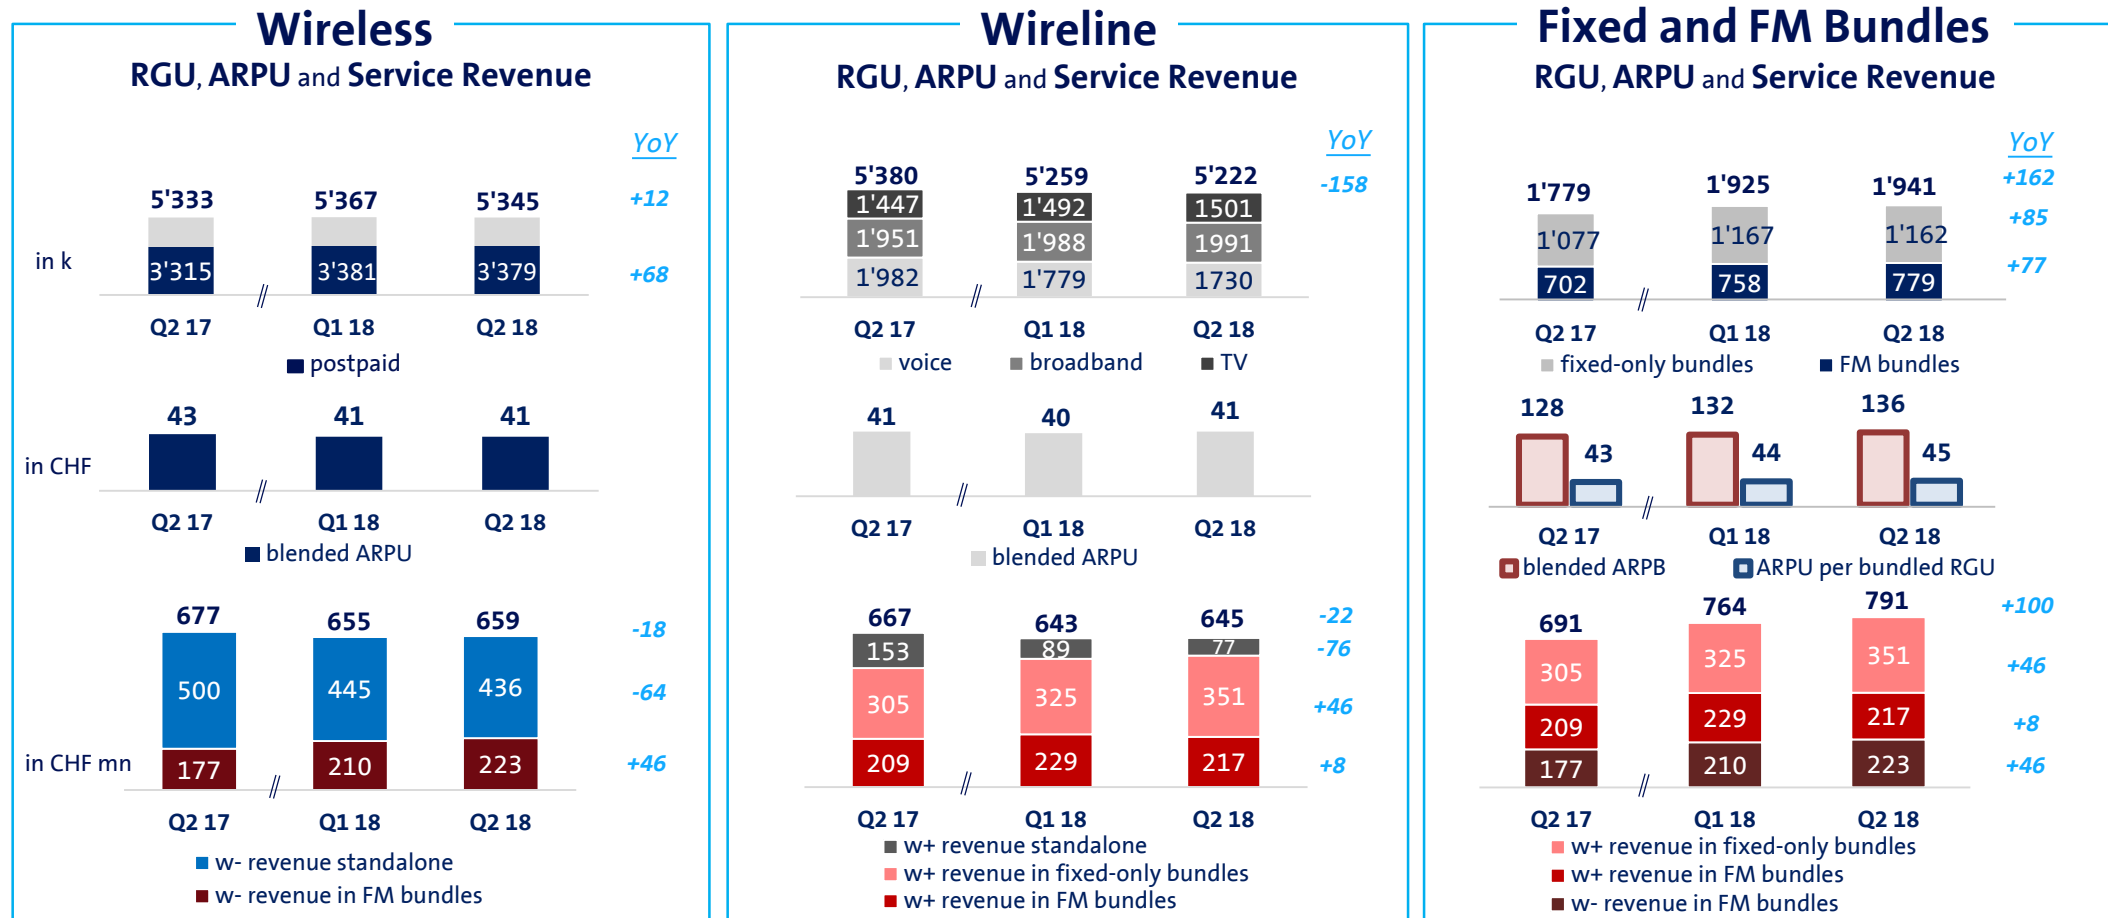 Wireless
RGU, ARPU and Service Revenue
YoY
5'333
5'367
5'345
+12
in k
3'315
3'381
3'379
+68
Q2 17
Q1 18
Q2 18
postpaid
43
41
41
in CHF
Q2 17
Q1 18
Q2 18
blended ARPU
677
655
659
-18
500
445
436
-64
in CHF mn
177
210
223
+46
Q2 17
Q1 18
Q2 18
w- revenue standalone
w- revenue in FM bundles
Wireline
RGU, ARPU and Service Revenue
YoY
5'380
5'259
5'222
-158
1'447
1'492
1501
1'951
1'988
1991
1'982
1'779
1730
Q2 17
Q1 18
Q2 18
voice
broadband
TV
41
40
41
Q2 17
Q1 18
Q2 18
blended ARPU
667
643
645
-22
153
89
77
-76
305
325
351
+46
209
229
217
+8
Q2 17
Q1 18
Q2 18
w+ revenue standalone
w+ revenue in fixed-only bundles
w+ revenue in FM bundles
Fixed and FM Bundles
RGU, ARPU and Service Revenue
YoY
1'779
1'925
1'941
+162
1'077
1'167
1'162
+85
702
758
779
+77
Q2 17
Q1 18
Q2 18
fixed-only bundles
FM bundles
128
132
136
43
44
45
Q2 17
Q1 18
Q2 18
blended ARPB
ARPU per bundled RGU
691
764
791
+100
305
325
351
+46
209
229
217
+8
177
210
223
+46
Q2 17
Q1 18
Q2 18
w+ revenue in fixed-only bundles
w+ revenue in FM bundles
w- revenue in FM bundles